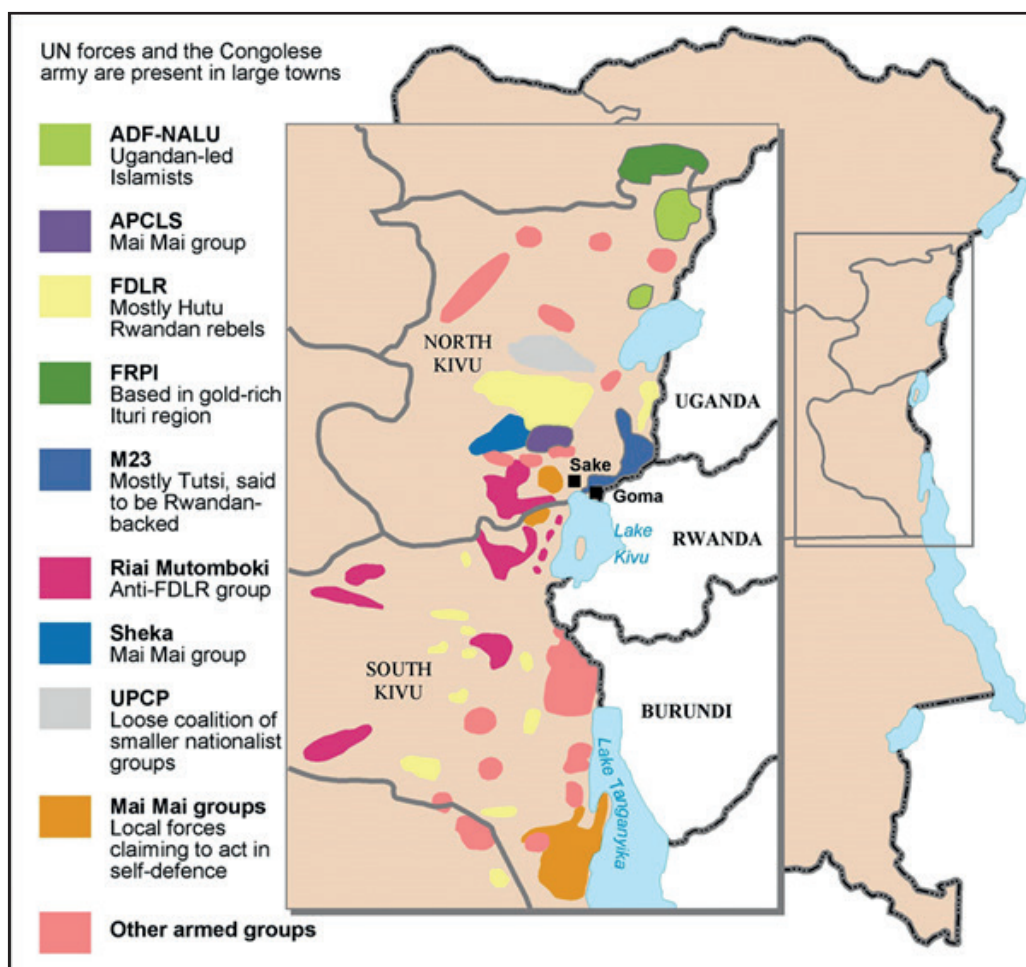 UN forces and the Congolese
army are present in large towns
ADF-NALU
Ugandan-led
Islamists
APCLS
Mai Mai group
FDLR
Mostly Hutu
Rwandan rebels
FRPI
Based in gold-rich
Ituri region
M23
Mostly Tutsi, said
to be Rwandan-
backed
Riai Mutomboki
Anti-FDLR group
Sheka
Mai Mai group
UPCP
Loose coalition of
smaller nationalist
groups
Mai Mai groups
Local forces
claiming to act in
self-defence
Other armed groups
NORTH
KIVU
UGANDA
Sake
Goma
Lake
Kivu
RWANDA
SOUTH
KIVU
BURUNDI
Lake Tanganyika